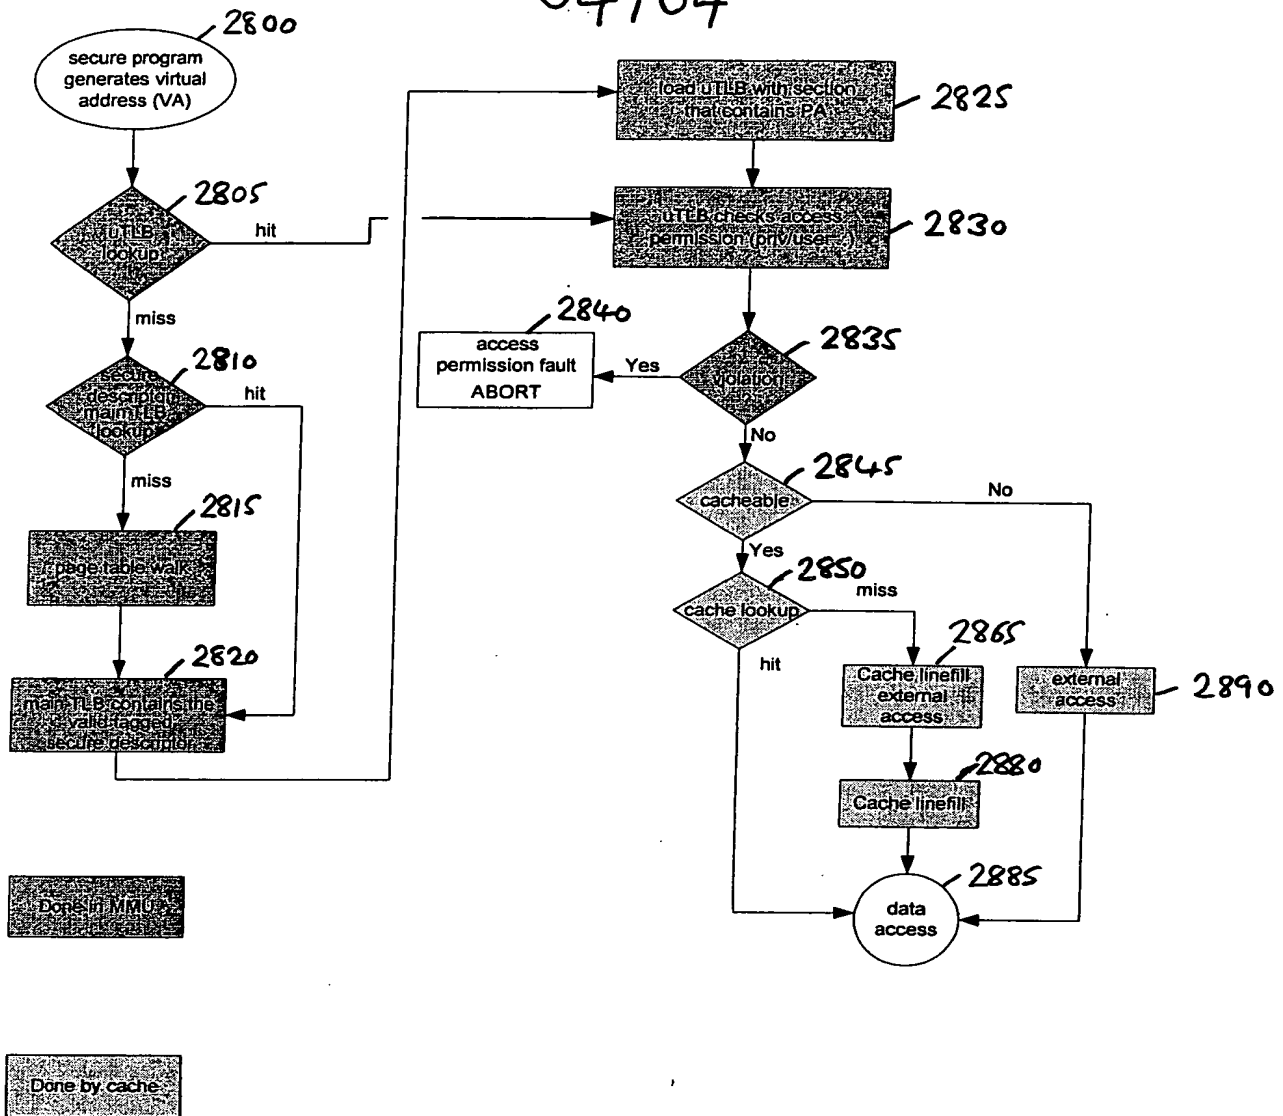 2800
secure program
generates virtual
address (VA)
2805
uTLB
lookup
hit
miss
2810
secure
descriptor
mainTLB
lookup
hit
miss
2815
page table walk
2820
main TLB contains the
valid tagged
secure descriptor
load uTLB with section
that contains PA
2825
uTLB checks access
permission (priv/user
2830
2840
access
permission fault
ABORT
Yes
2835
violation
No
2845
cacheable
No
Yes
2850
cache lookup
miss
hit
2865
Cache linefill
external
access
external
access
2890
2880
Cache linefill
2885
data
access
Done in MMU
Done by cache